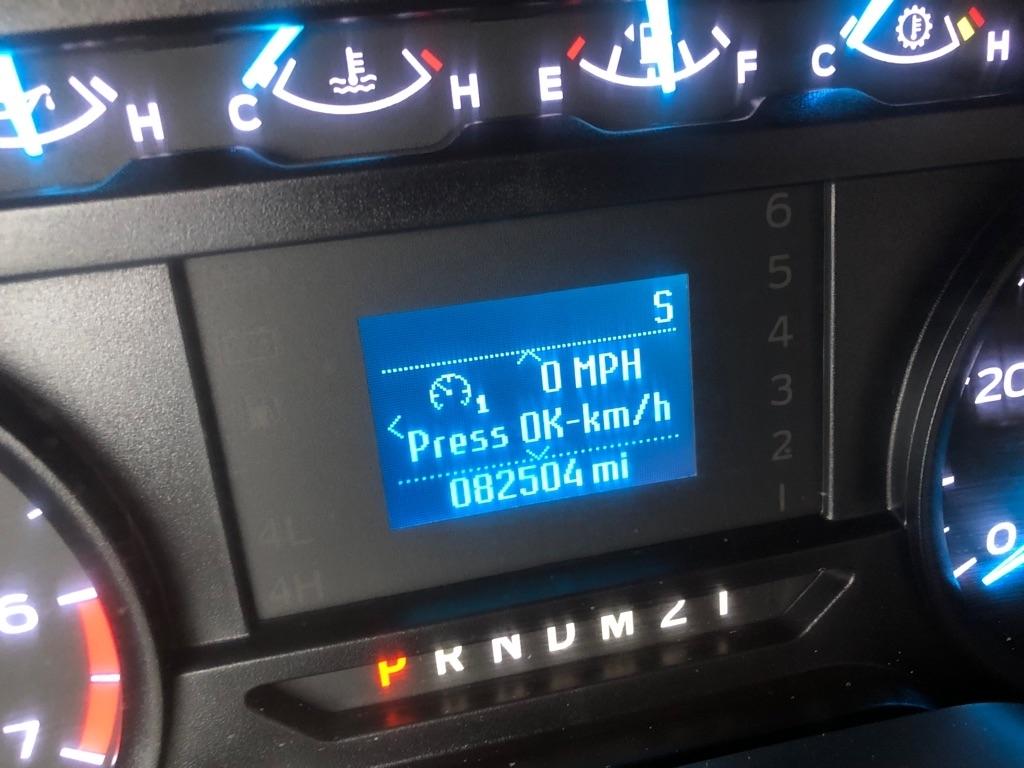 H
C H
E F
C H
6
5
4
3
2
1
S
0 MPH
1
Press OK-km/h
082504 mi
20
0
4L
4H
6
7
P R N D M 2 1